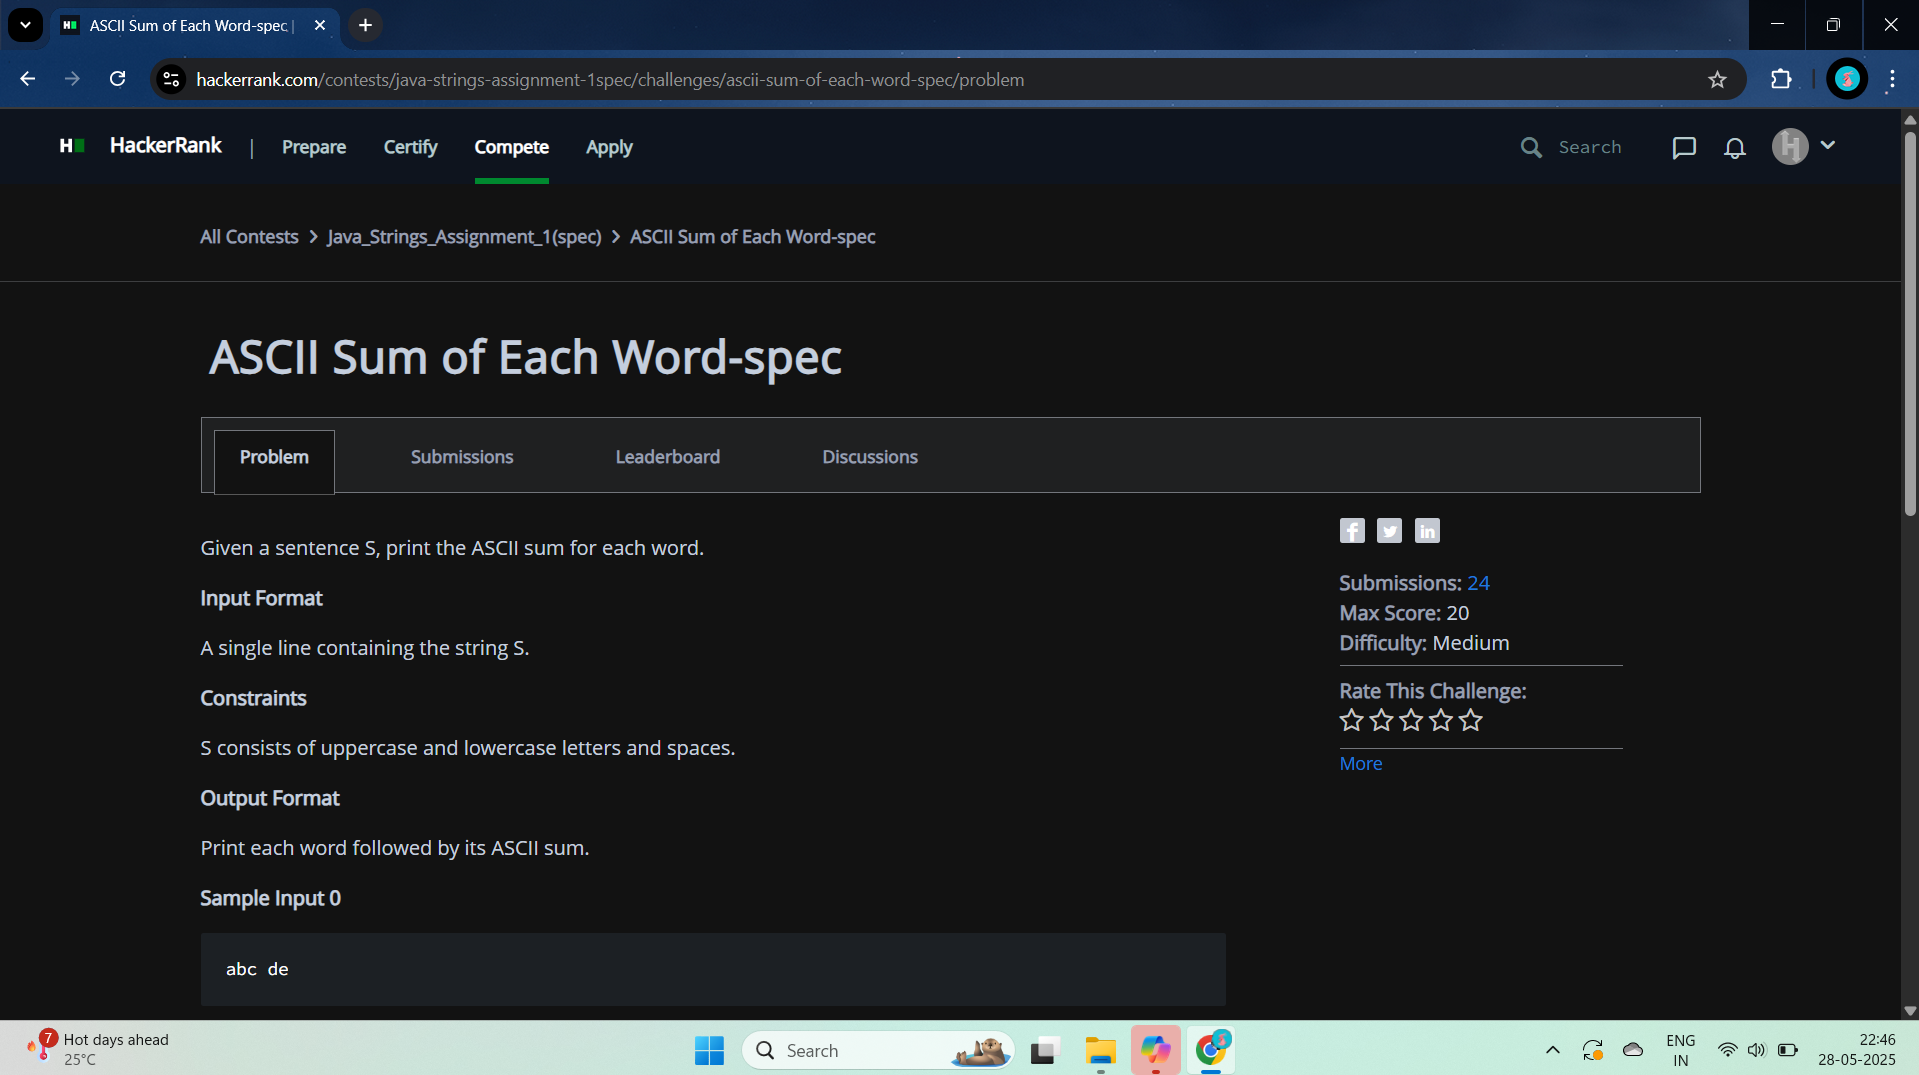 ASCII Sum of Each Word-spec |
hackerrank.com/contests/java-strings-assignment-1spec/challenges/ascii-sum-of-each-word-spec/problem
H HackerRank | Prepare Certify Compete Apply Search H
All Contests > Java_Strings_Assignment_1(spec) > ASCII Sum of Each Word-spec
ASCII Sum of Each Word-spec
Problem Submissions Leaderboard Discussions
Given a sentence S, print the ASCII sum for each word.
Input Format
A single line containing the string S.
Constraints
S consists of uppercase and lowercase letters and spaces.
Output Format
Print each word followed by its ASCII sum.
Sample Input 0
abc de
f in
Submissions: 24
Max Score: 20
Difficulty: Medium
Rate This Challenge:
More
7 Hot days ahead
25°C
Search
ENG
IN
22:46
28-05-2025